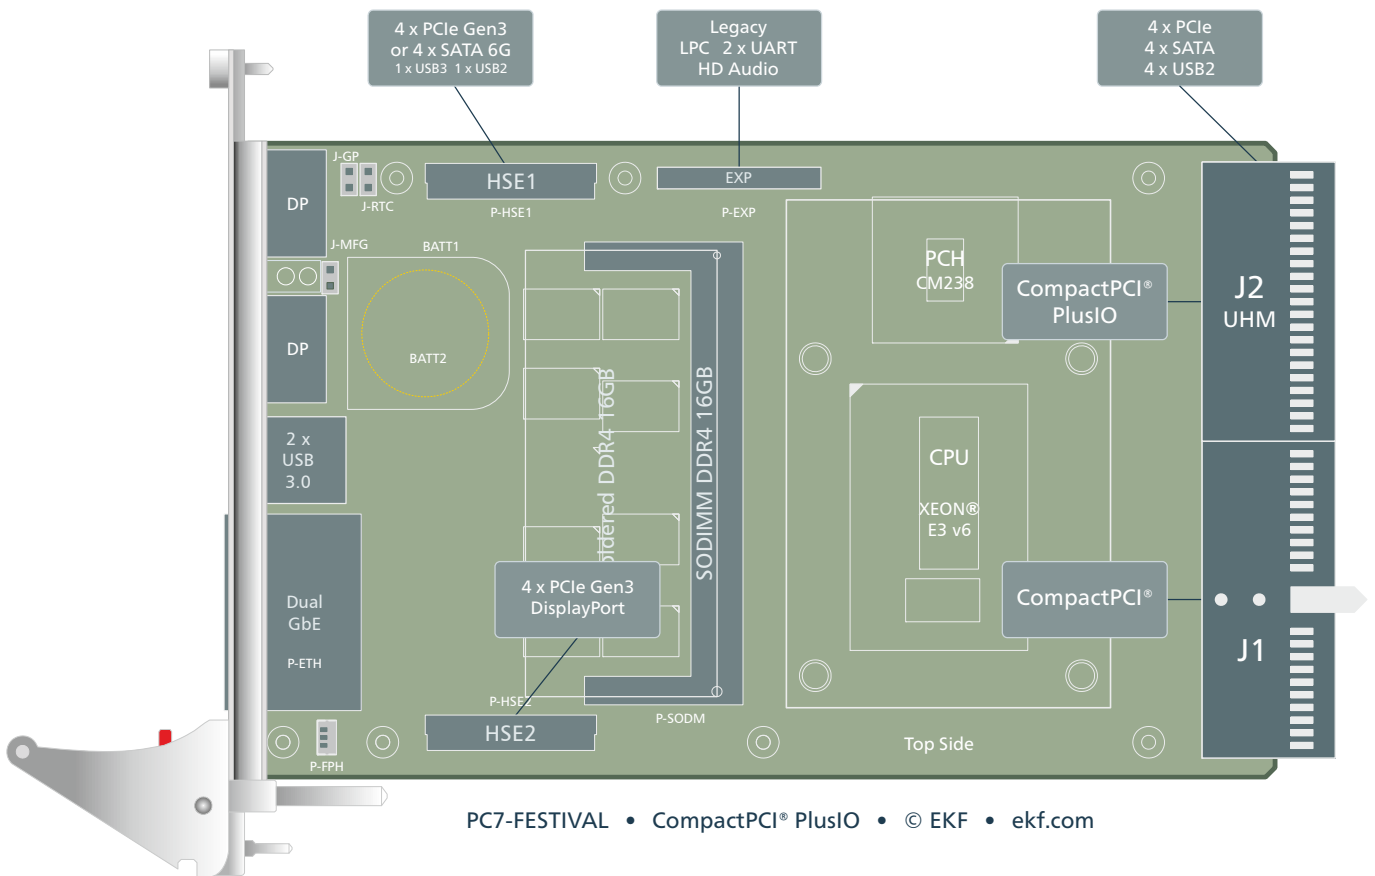 4 x PCIe Gen3
or 4 x SATA 6G
1 x USB3 1 x USB2
Legacy
LPC 2 x UART
HD Audio
4 x PCIe
4 x SATA
4 x USB2
J-GP
J-RTC
DP
HSE1
P-HSE1
EXP
P-EXP
J-MFG
BATT1
BATT2
DP
PCH
CM238
CompactPCI®
PlusIO
J2
UHM
2 x
USB
3.0
oldered DDR4 16GB
SODIMM DDR4 16GB
CPU
XEON®
E3 v6
4 x PCIe Gen3
DisplayPort
CompactPCI®
J1
Dual
GbE
P-ETH
P-HSE2
HSE2
P-SODM
P-FPH
Top Side
PC7-FESTIVAL • CompactPCI® PlusIO • © EKF • ekf.com